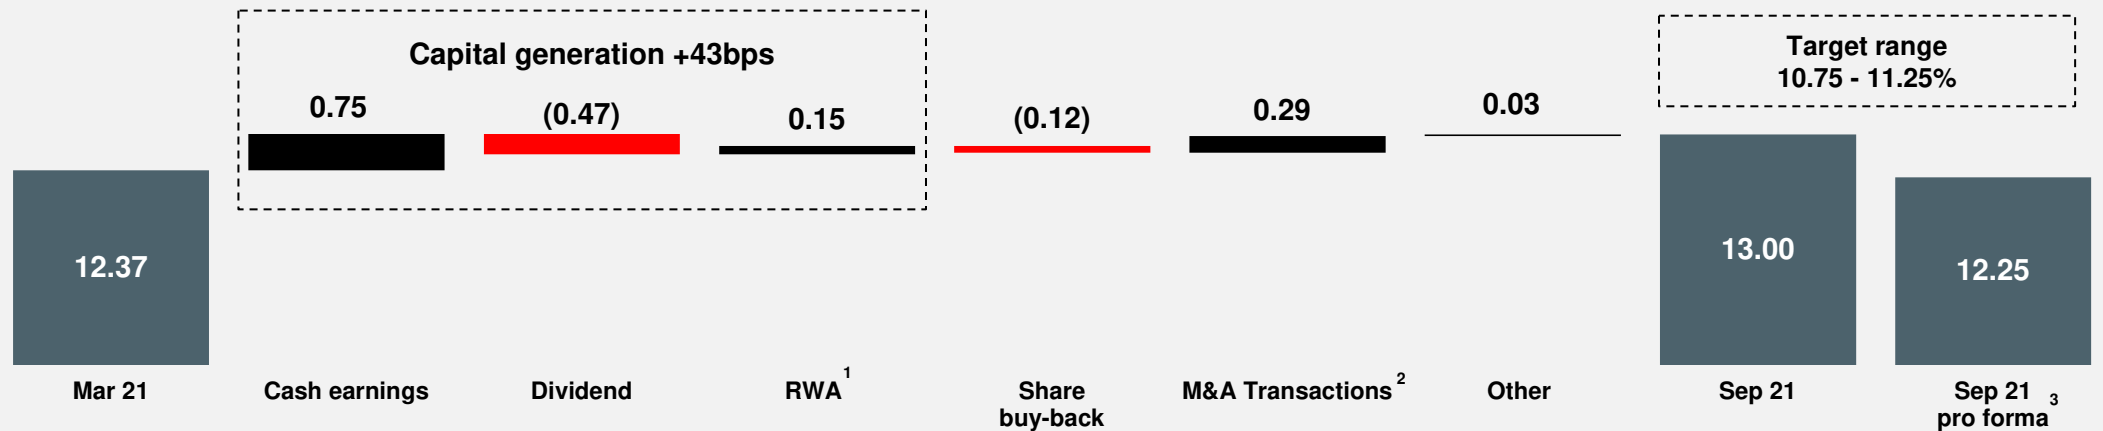 Capital generation +43bps
Target range
10.75 - 11.25%
0.75
(0.47)
0.15
(0.12)
0.29
0.03
12.37
13.00
12.25
Mar 21
Cash earnings
Dividend
RWA 1
Share
buy-back
M&A Transactions 2
Other
Sep 21
Sep 21
pro forma 3